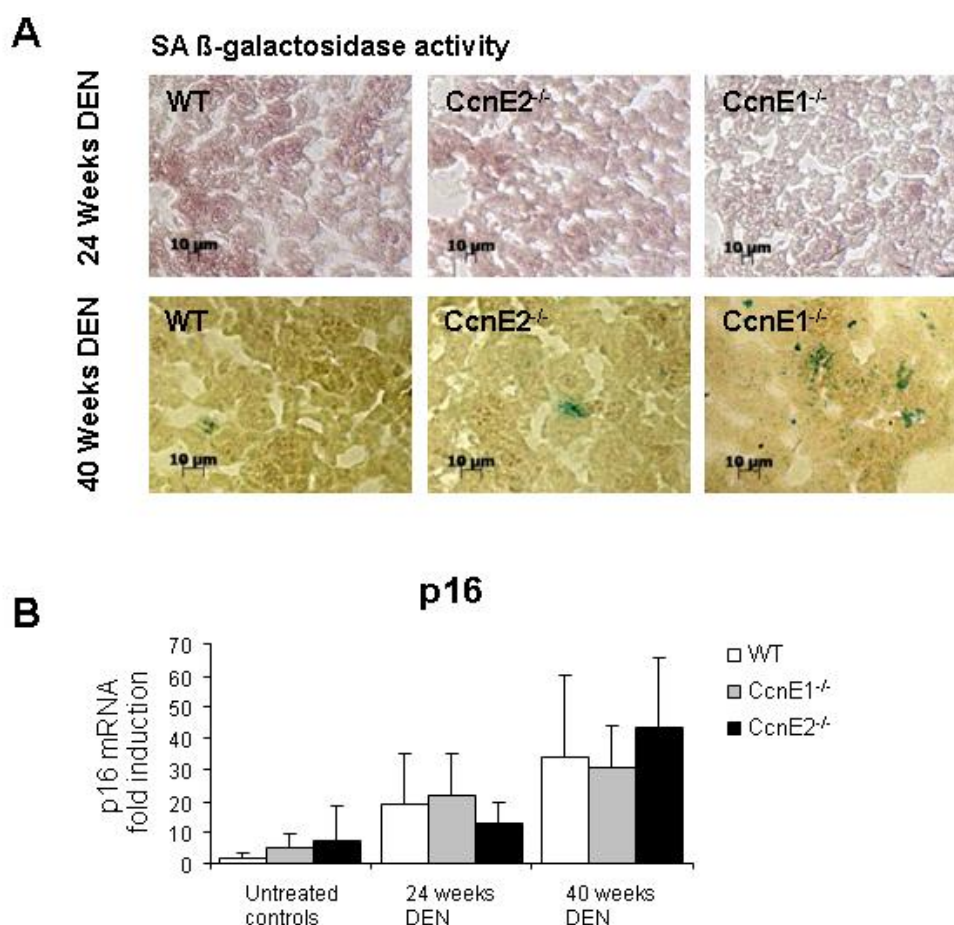 A
SA ß-galactosidase activity
24 Weeks DEN
WT
CcnE2-/-
CcnE1-/-
10 µm
10 µm
10 µm
40 Weeks DEN
WT
CcnE2-/-
CcnE1-/-
10 µm
10 µm
10 µm
B
p16
p16 mRNA
fold induction
70
60
50
40
30
20
10
0
Untreated
controls
24 weeks
DEN
40 weeks
DEN
WT
CcnE1-/-
CcnE2-/-